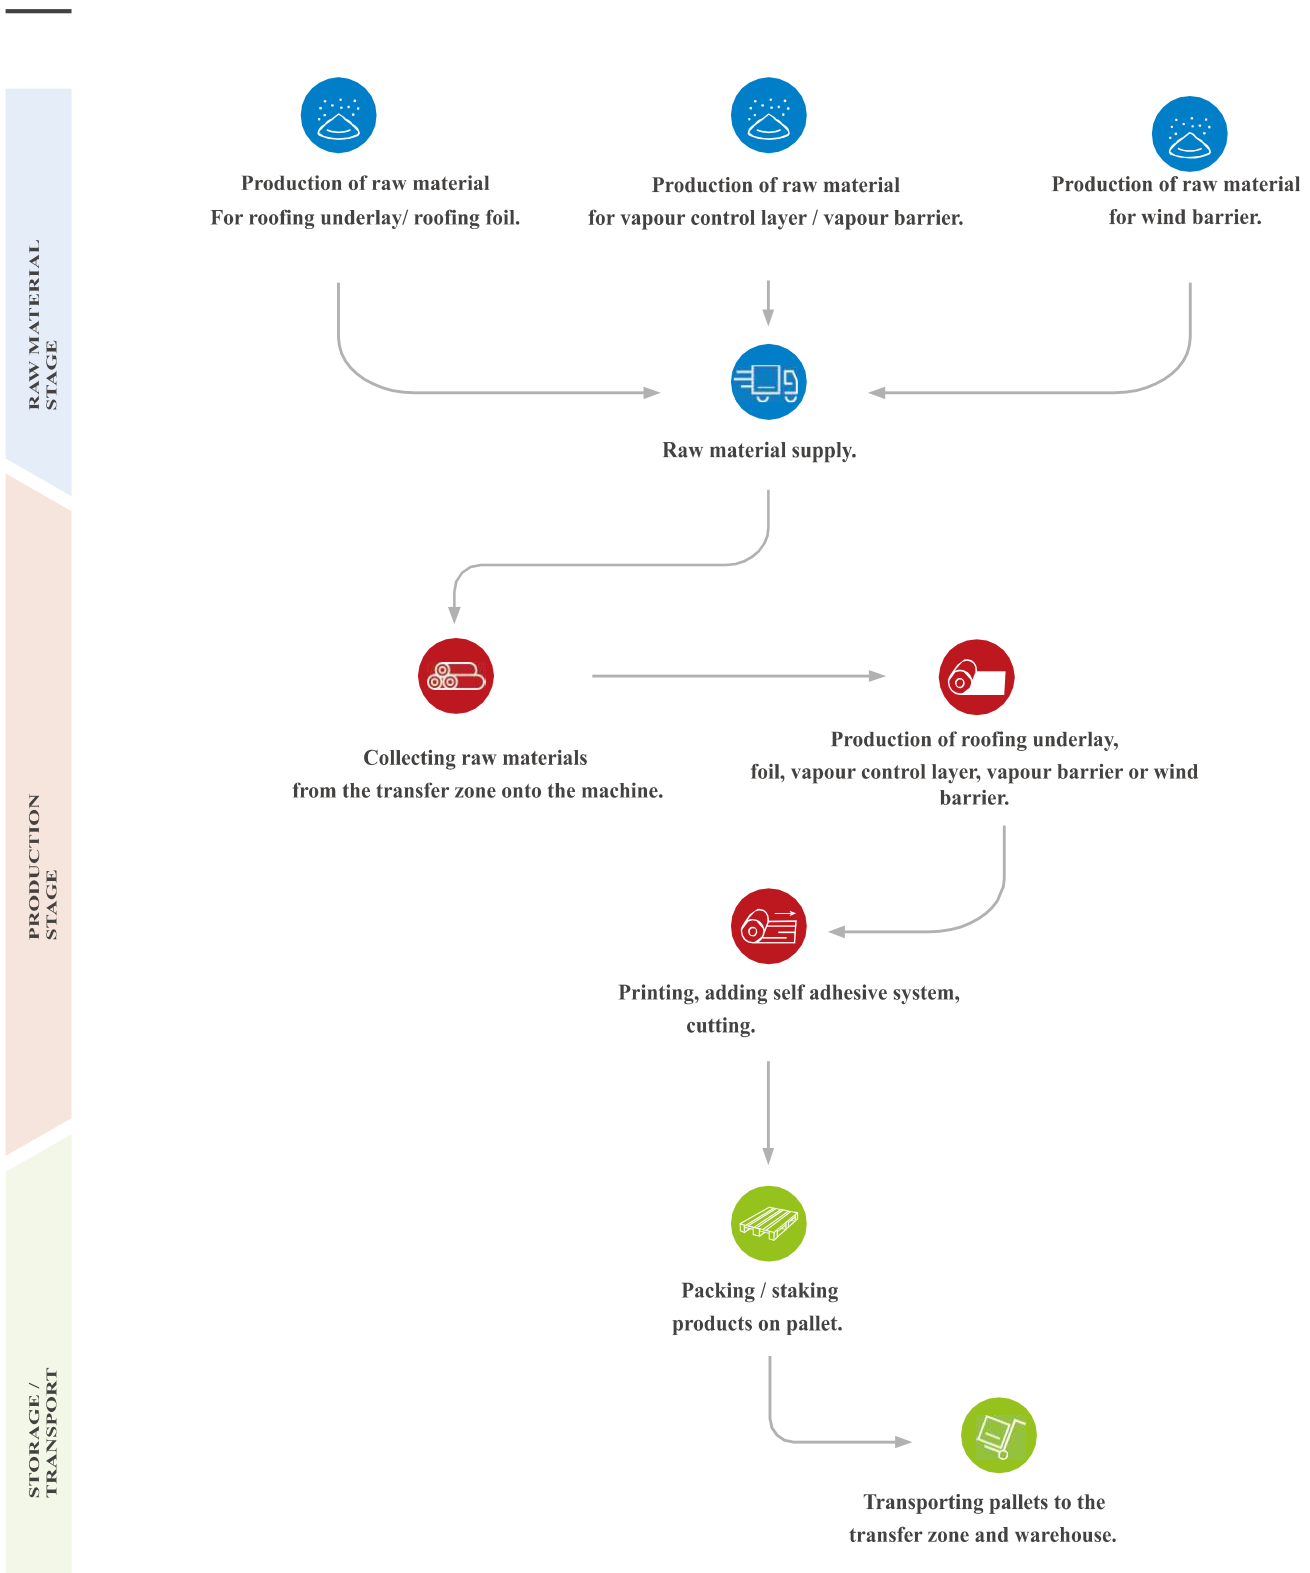 Production of raw material
For roofing underlay/ roofing foil.
Production of raw material
for vapour control layer / vapour barrier.
Production of raw material
for wind barrier.
RAW MATERIAL
STAGE
Raw material supply.
PRODUCTION
STAGE
Collecting raw materials
from the transfer zone onto the machine.
Production of roofing underlay,
foil, vapour control layer, vapour barrier or wind
barrier.
Printing, adding self adhesive system,
cutting.
STORAGE /
TRANSPORT
Packing / staking
products on pallet.
Transporting pallets to the
transfer zone and warehouse.